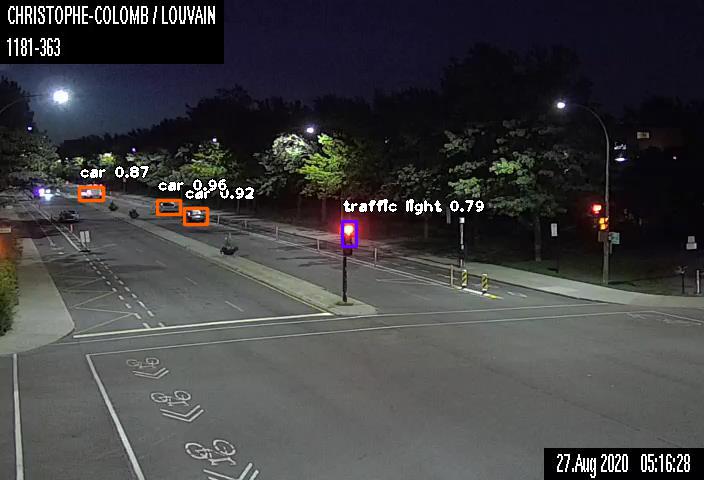 CHRISTOPHE-COLOMB / LOUVAIN
1181-363
car 0.87
car 0.96
car 0.92
traffic light 0.79
27.Aug 2020 05:16:28